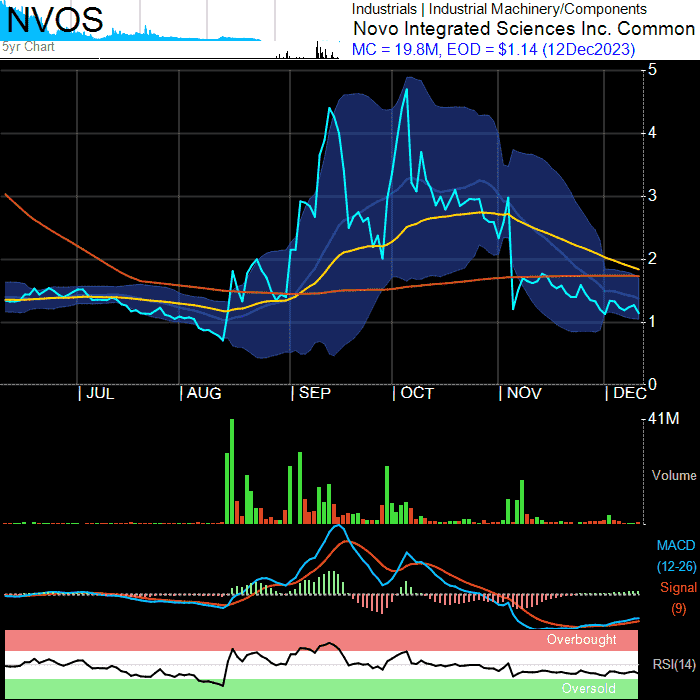 NVOS
Industrials | Industrial Machinery/Components
Novo Integrated Sciences Inc. Common
5yr Chart
MC = 19.8M, EOD = $1.14 (12Dec2023)
5
4
3
2
1
0
JUL
AUG
SEP
OCT
NOV
DEC
41M
Volume
MACD
(12-26)
Signal
(9)
Overbought
RSI(14)
Oversold